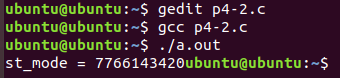 ubuntu@ubuntu:~$ gedit p4-2.c
ubuntu@ubuntu:~$ gcc p4-2.c
ubuntu@ubuntu:~$ ./a.out
st_mode = 7766143420ubuntu@ubuntu:~$